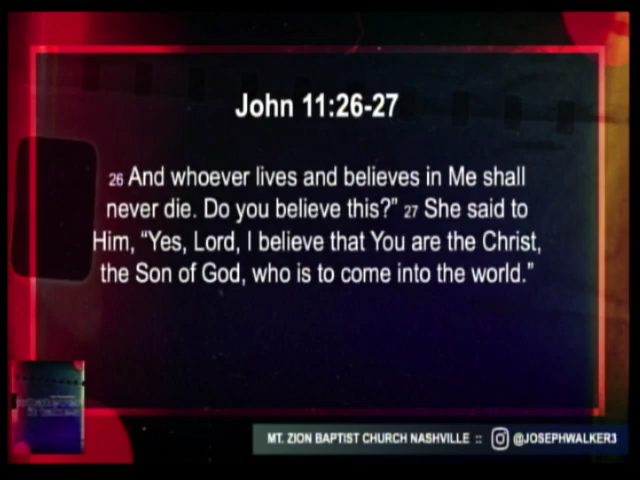 John 11:26-27
26 And whoever lives and believes in Me shall
never die. Do you believe this?” 27 She said to
Him, “Yes, Lord, I believe that You are the Christ,
the Son of God, who is to come into the world.”
MT. ZION BAPTIST CHURCH NASHVILLE :: @JOSEPHWALKER3